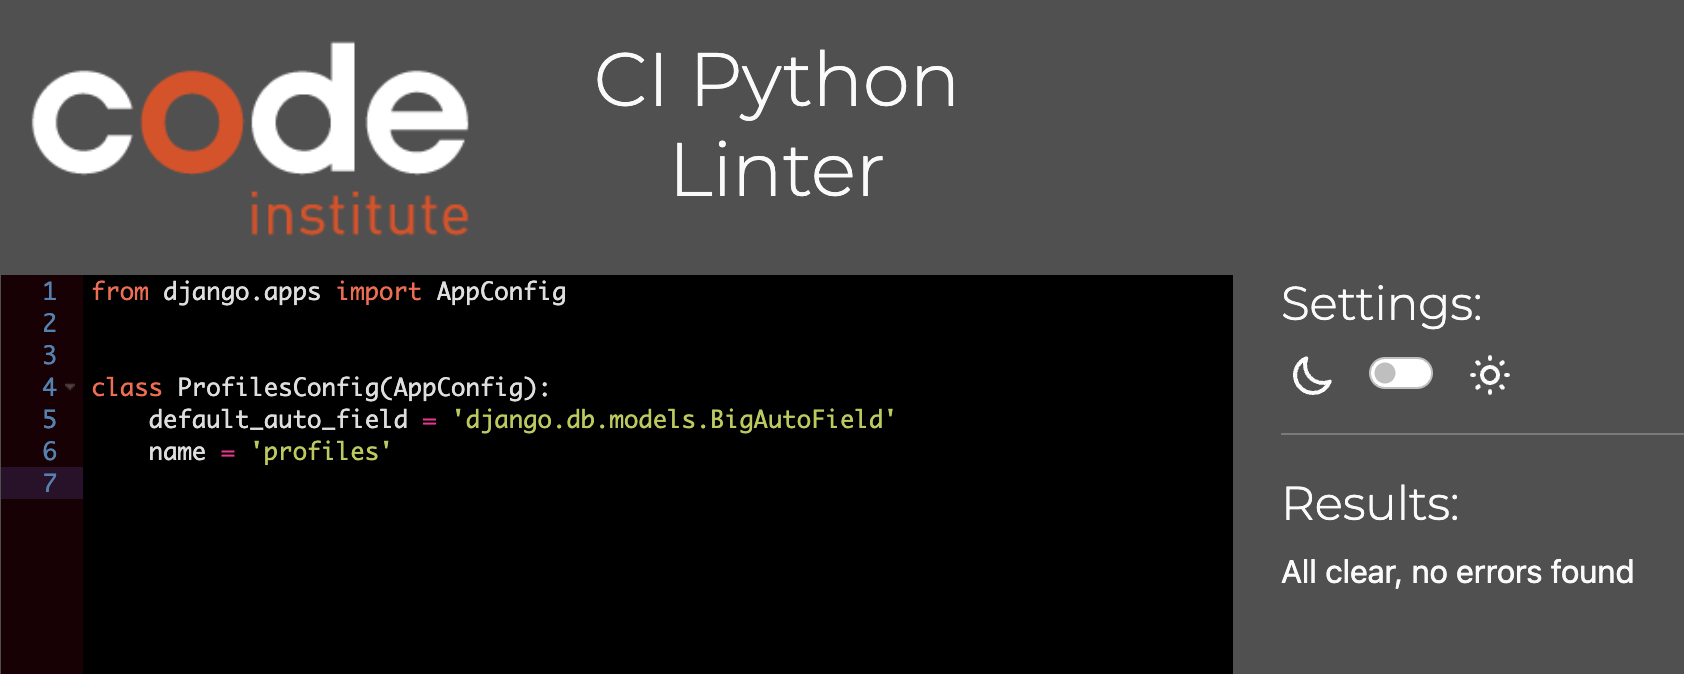 code
institute
CI Python
Linter
1 from django.apps import AppConfig
2
3
4 class ProfilesConfig(AppConfig):
5     default_auto_field = 'django.db.models.BigAutoField'
6     name = 'profiles'
7
Settings:
Results:
All clear, no errors found